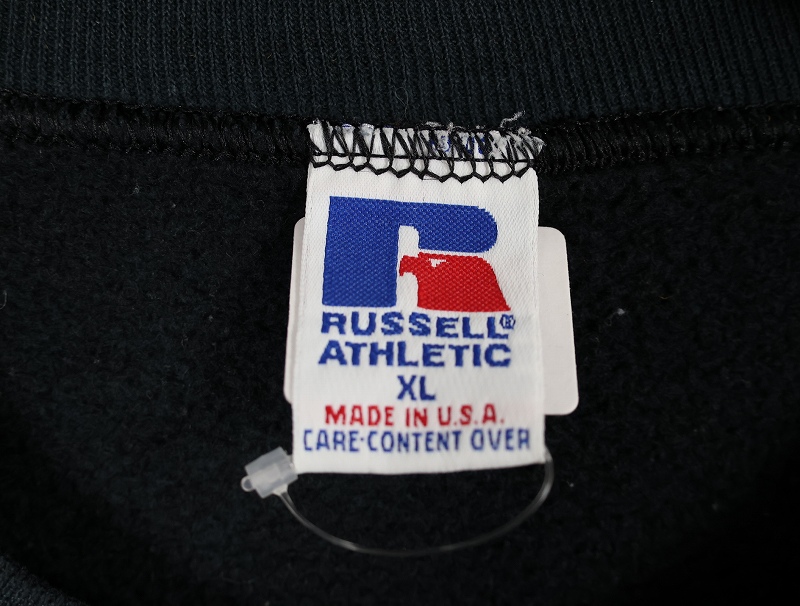 RUSSELL®
ATHLETIC
XL
MADE IN U.S.A.
CARE-CONTENT OVER